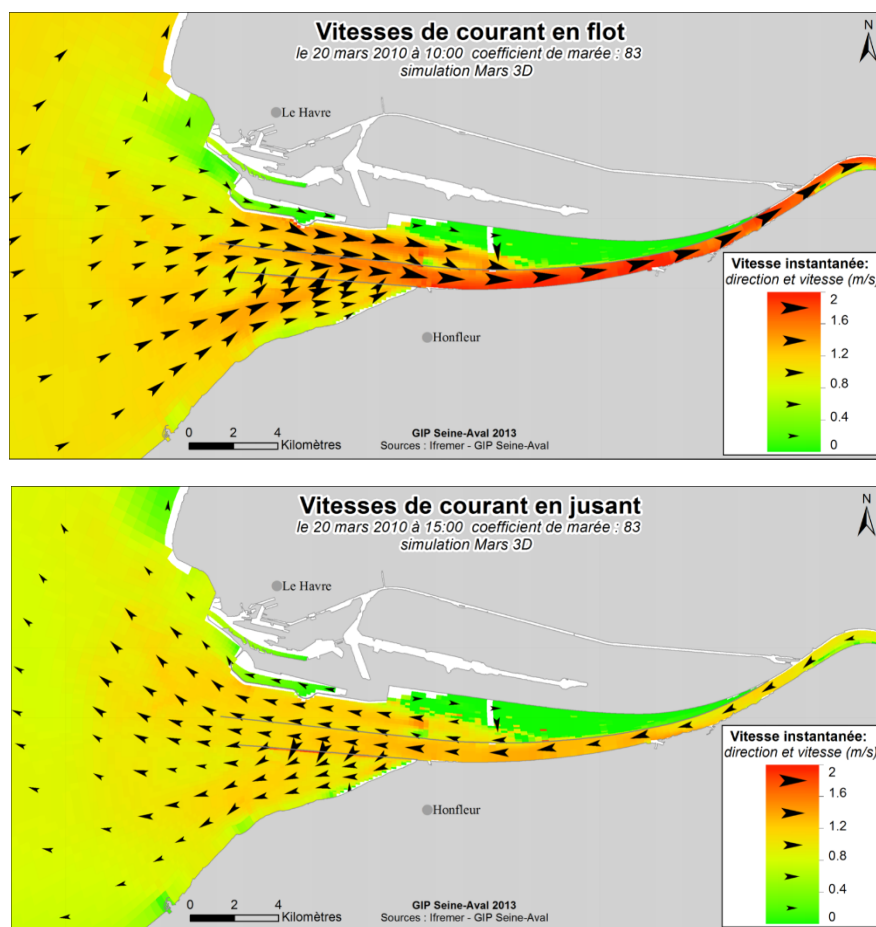 Vitesses de courant en flot
le 20 mars 2010 à 10:00 coefficient de marée : 83
simulation Mars 3D
N
Le Havre
Honfleur
Vitesse instantanée:
direction et vitesse (m/s)
2
1.6
1.2
0.8
0.4
0
0 2 4
Kilomètres
GIP Seine-Aval 2013
Sources : Ifremer - GIP Seine-Aval
Vitesses de courant en jusant
le 20 mars 2010 à 15:00 coefficient de marée : 83
simulation Mars 3D
N
Le Havre
Honfleur
Vitesse instantanée:
direction et vitesse (m/s)
2
1.6
1.2
0.8
0.4
0
0 2 4
Kilomètres
GIP Seine-Aval 2013
Sources : Ifremer - GIP Seine-Aval